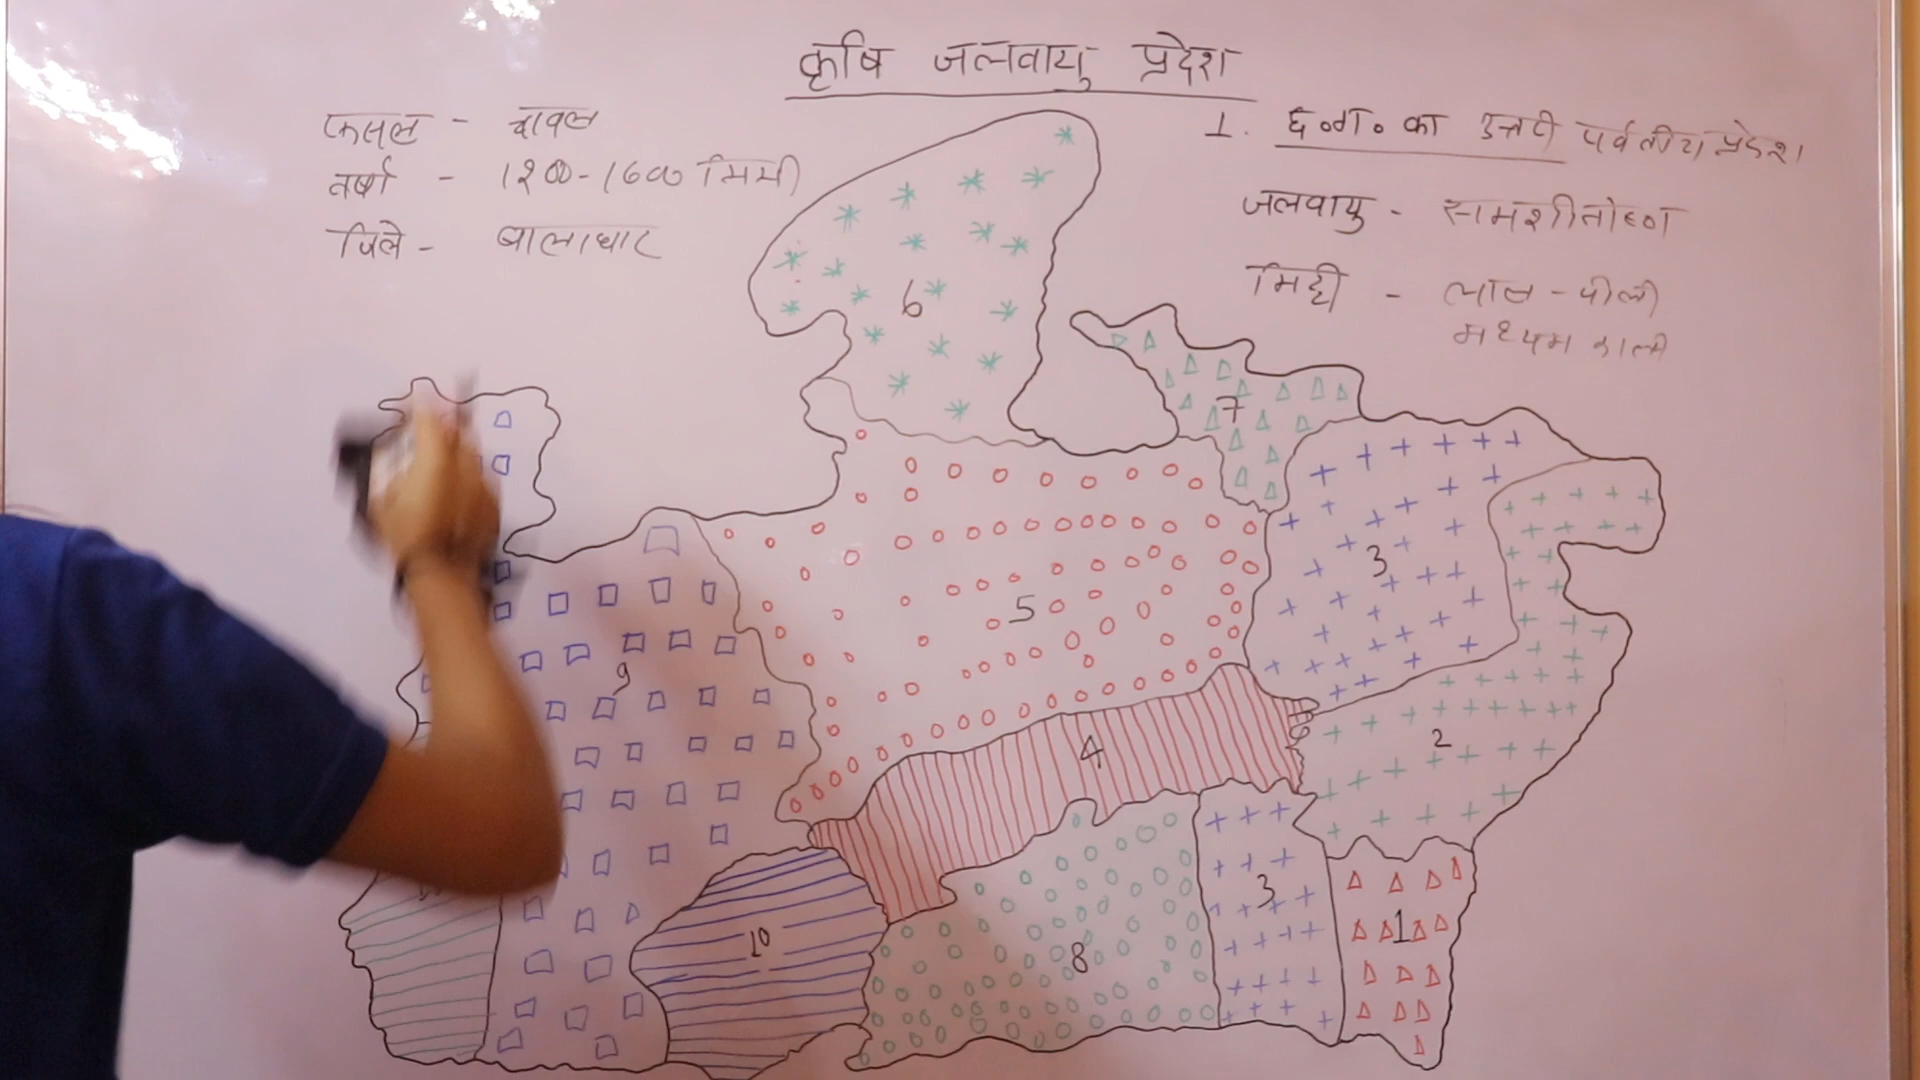 कृषि जलवायु प्रदेश
फसल - चावल
वर्षा - 1200-1600 मिमी
जिले - बालाघाट
1. छ०ग० का उत्तरी पर्वतीय प्रदेश
जलवायु - समशीतोष्ण
मिट्टी - लाल - पीली
मध्यम काली
6
7
3
5
9
2
4
3
1
10
8